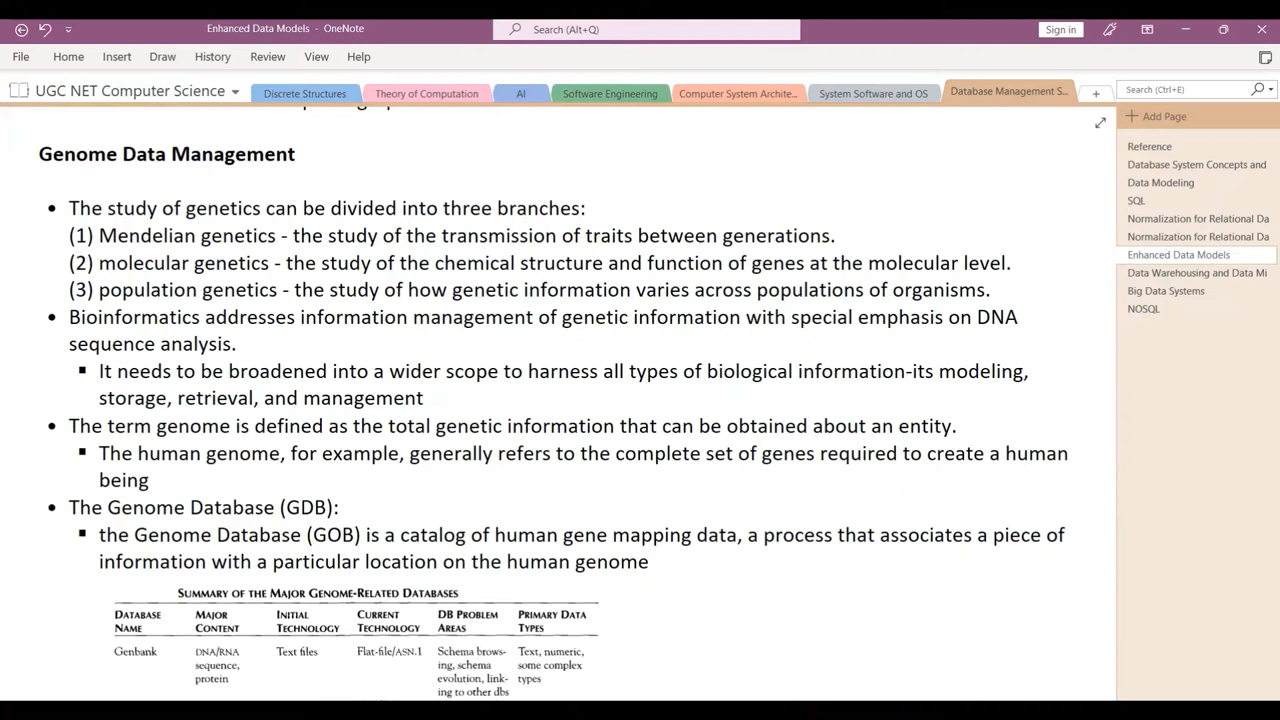 Enhanced Data Models - OneNote
Search (Alt+Q)
Sign in
File Home Insert Draw History Review View Help
UGC NET Computer Science
Discrete Structures
Theory of Computation
AI
Software Engineering
Computer System Archite...
System Software and OS
Database Management S...
+
Search (Ctrl+E)
Add Page
Reference
Database System Concepts and
Data Modeling
SQL
Normalization for Relational Da
Normalization for Relational Da
Enhanced Data Models
Data Warehousing and Data Mi
Big Data Systems
NOSQL
Genome Data Management
• The study of genetics can be divided into three branches:
(1) Mendelian genetics - the study of the transmission of traits between generations.
(2) molecular genetics - the study of the chemical structure and function of genes at the molecular level.
(3) population genetics - the study of how genetic information varies across populations of organisms.
• Bioinformatics addresses information management of genetic information with special emphasis on DNA
sequence analysis.
▪ It needs to be broadened into a wider scope to harness all types of biological information-its modeling,
storage, retrieval, and management
• The term genome is defined as the total genetic information that can be obtained about an entity.
▪ The human genome, for example, generally refers to the complete set of genes required to create a human
being
• The Genome Database (GDB):
▪ the Genome Database (GOB) is a catalog of human gene mapping data, a process that associates a piece of
information with a particular location on the human genome
SUMMARY OF THE MAJOR GENOME-RELATED DATABASES
DATABASE MAJOR INITIAL CURRENT DB PROBLEM PRIMARY DATA
NAME CONTENT TECHNOLOGY TECHNOLOGY AREAS TYPES
Genbank DNA/RNA Text files Flat-file/ASN.1 Schema brows- Text, numeric,
sequence, ing, schema some complex
protein evolution, link- types
ing to other dbs